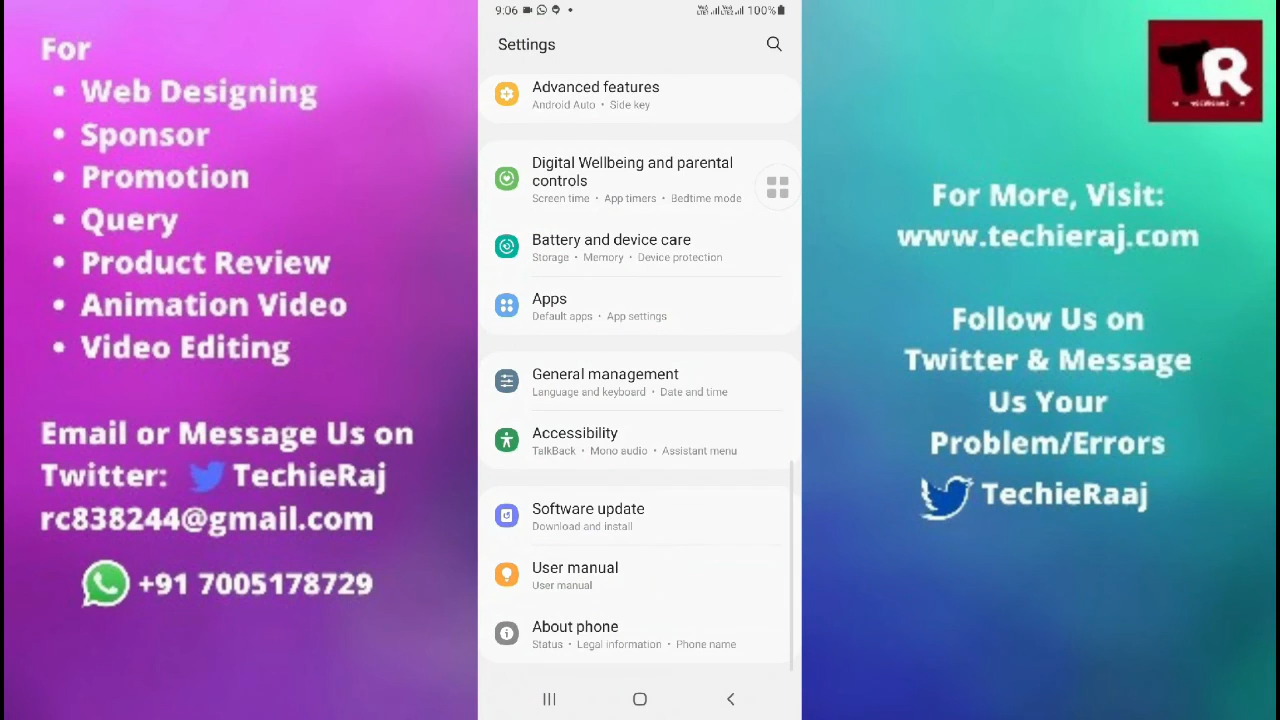 For
• Web Designing
• Sponsor
• Promotion
• Query
• Product Review
• Animation Video
• Video Editing
Email or Message Us on
Twitter: TechieRaj
rc838244@gmail.com
+91 7005178729
9:06
100%
Settings
Advanced features
Android Auto • Side key
Digital Wellbeing and parental
controls
Screen time • App timers • Bedtime mode
Battery and device care
Storage • Memory • Device protection
Apps
Default apps • App settings
General management
Language and keyboard • Date and time
Accessibility
TalkBack • Mono audio • Assistant menu
Software update
Download and install
User manual
User manual
About phone
Status • Legal information • Phone name
TR
For More, Visit:
www.techieraj.com
Follow Us on
Twitter & Message
Us Your
Problem/Errors
TechieRaaj